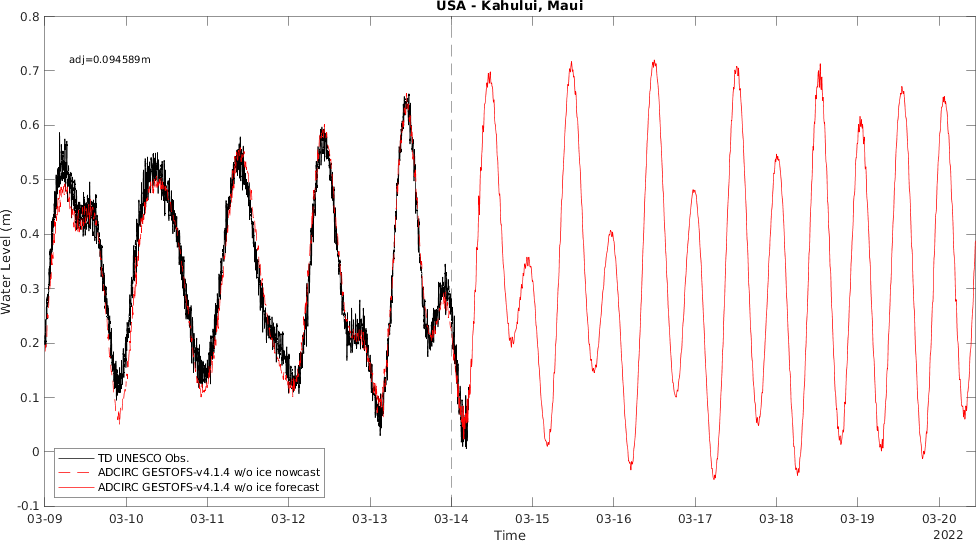 USA - Kahului, Maui
adj=0.094589m
Water Level (m)
0.8
0.7
0.6
0.5
0.4
0.3
0.2
0.1
0
-0.1
TD UNESCO Obs.
ADCIRC GESTOFS-v4.1.4 w/o ice nowcast
ADCIRC GESTOFS-v4.1.4 w/o ice forecast
03-09 03-10 03-11 03-12 03-13 03-14 03-15 03-16 03-17 03-18 03-19 03-20
Time
2022